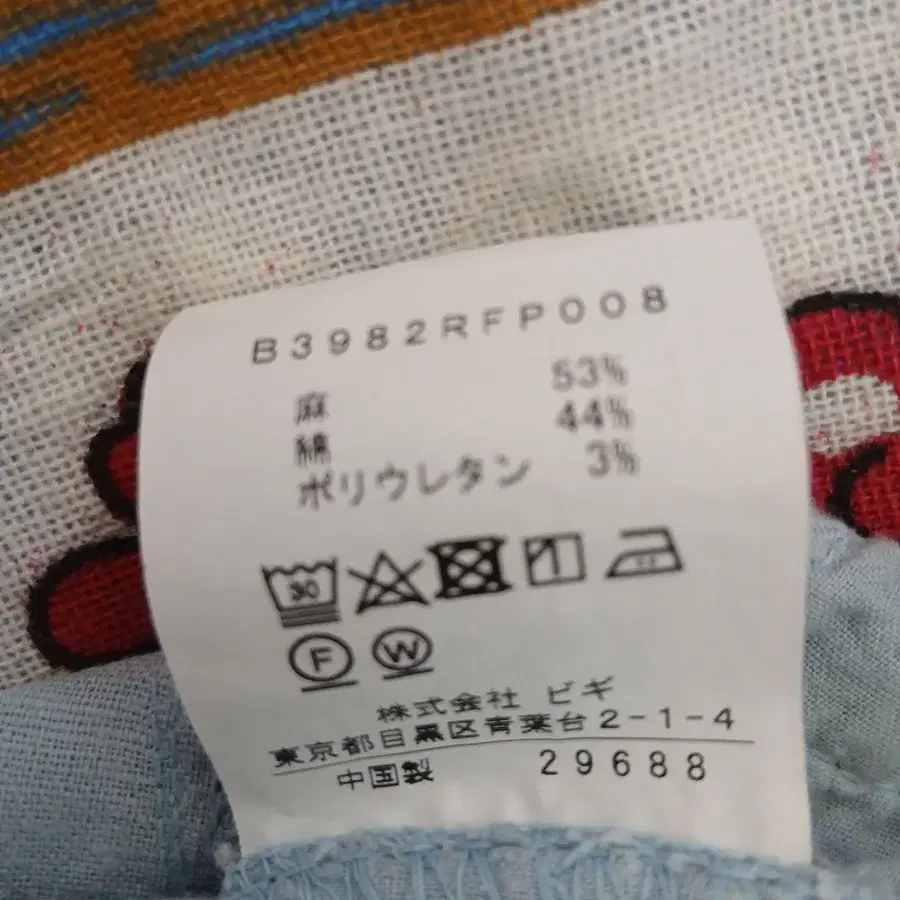 B3982RFP008
麻 53%
綿 44%
ポリウレタン 3%
30
F W
株式会社 ビギ
東京都目黒区青葉台2-1-4
中国製 29688